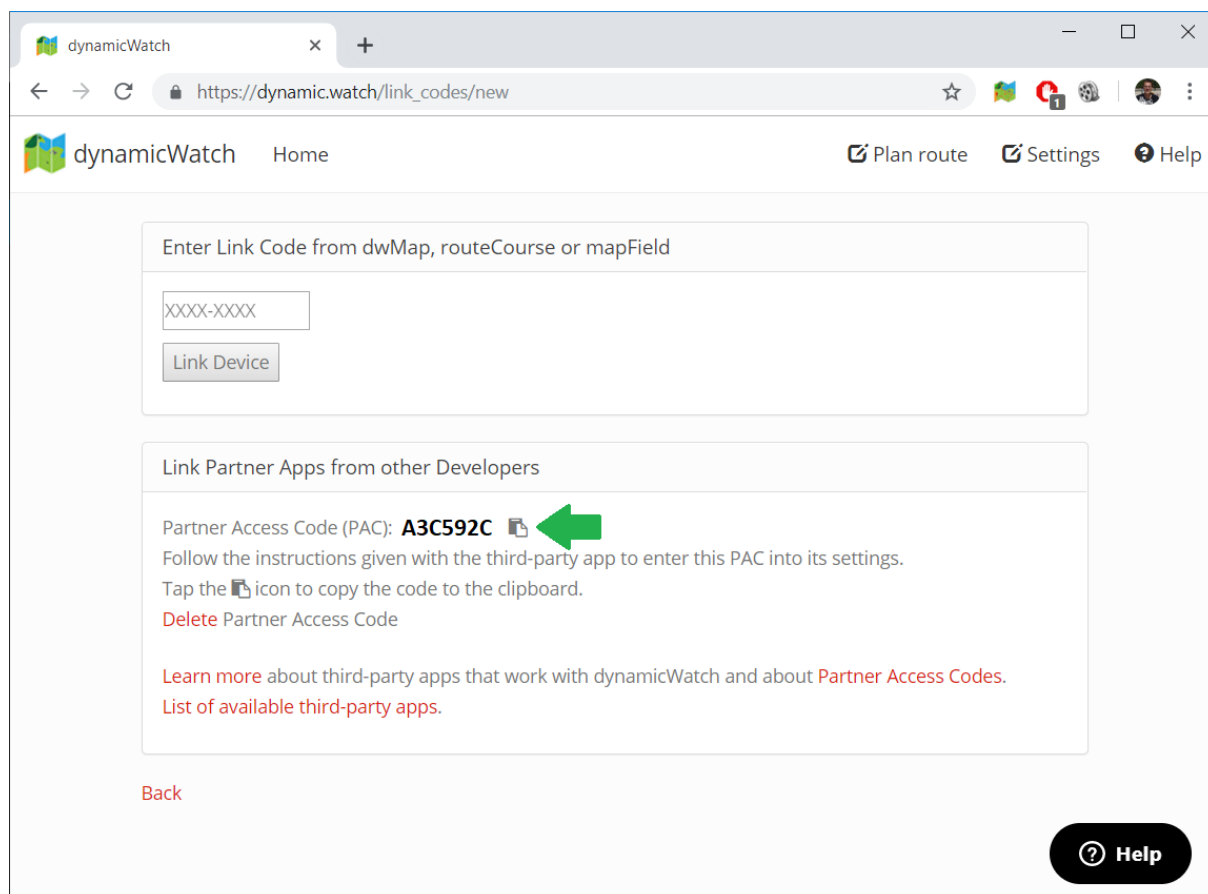 dynamicWatch
https://dynamic.watch/link_codes/new
1
dynamicWatch Home Plan route Settings Help
Enter Link Code from dwMap, routeCourse or mapField
XXXX-XXXX
Link Device
Link Partner Apps from other Developers
Partner Access Code (PAC): A3C592C
Follow the instructions given with the third-party app to enter this PAC into its settings.
Tap the icon to copy the code to the clipboard.
Delete Partner Access Code
Learn more about third-party apps that work with dynamicWatch and about Partner Access Codes.
List of available third-party apps.
Back
Help